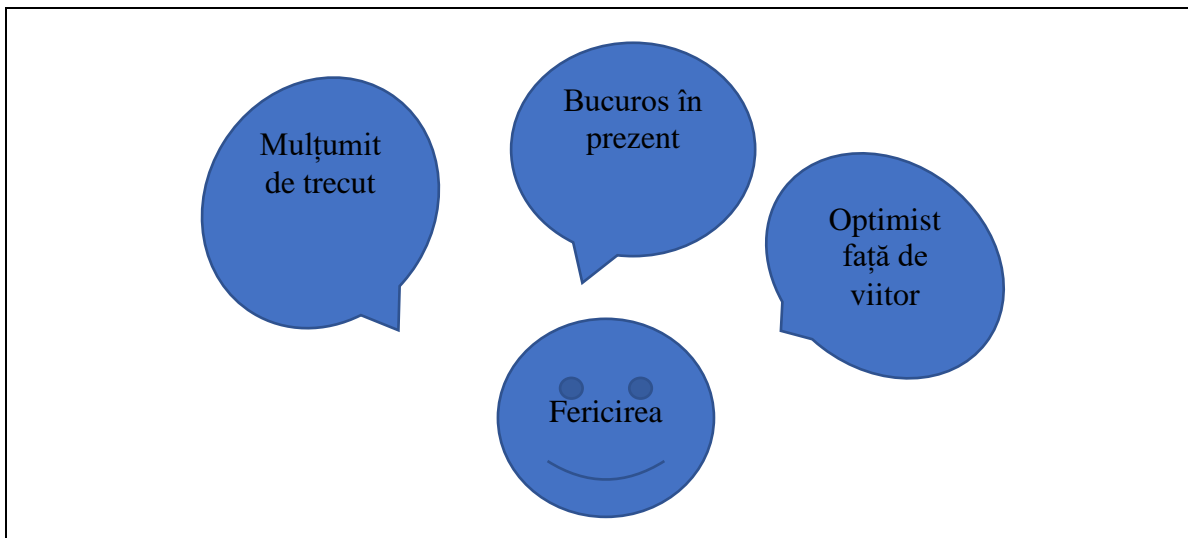 Mulțumit
de trecut
Bucuros în
prezent
Optimist
față de
viitor
Fericirea